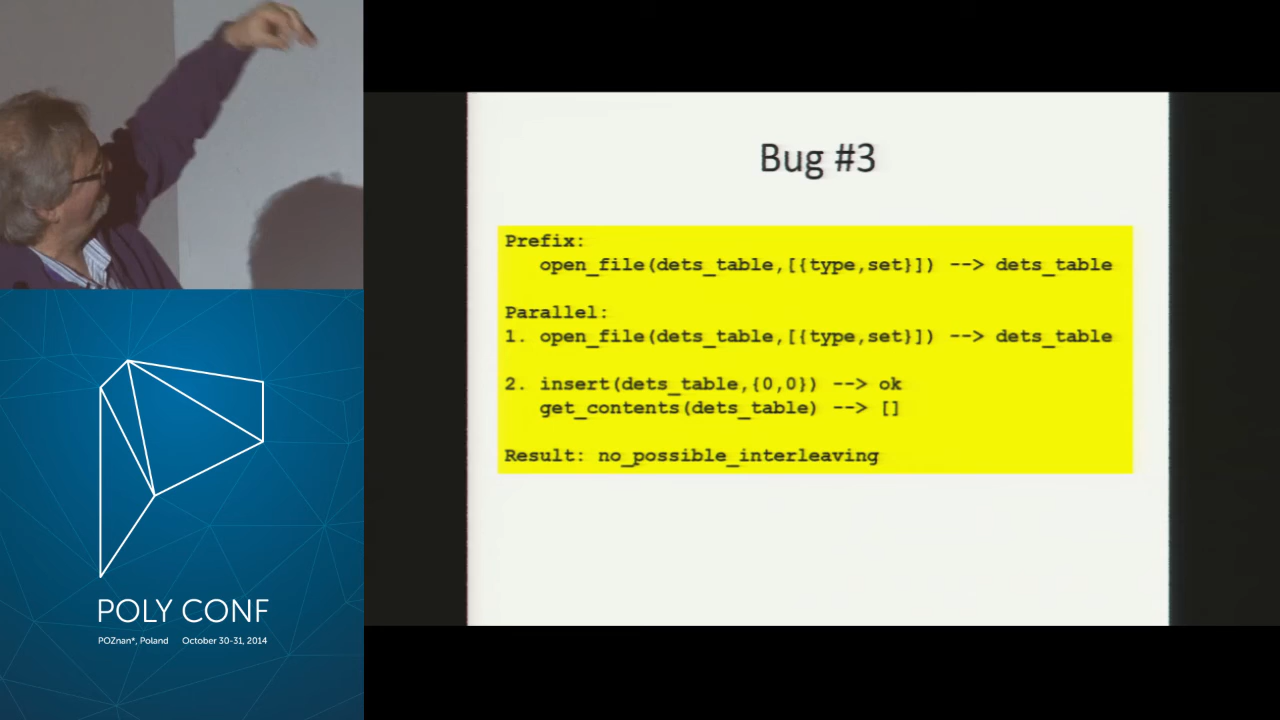 Bug #3
Prefix:
open_file(dets_table,[{type,set}]) --> dets_table
Parallel:
1. open_file(dets_table,[{type,set}]) --> dets_table
2. insert(dets_table,{0,0}) --> ok
get_contents(dets_table) --> []
Result: no_possible_interleaving
POLY CONF
POZnan*, Poland October 30-31, 2014